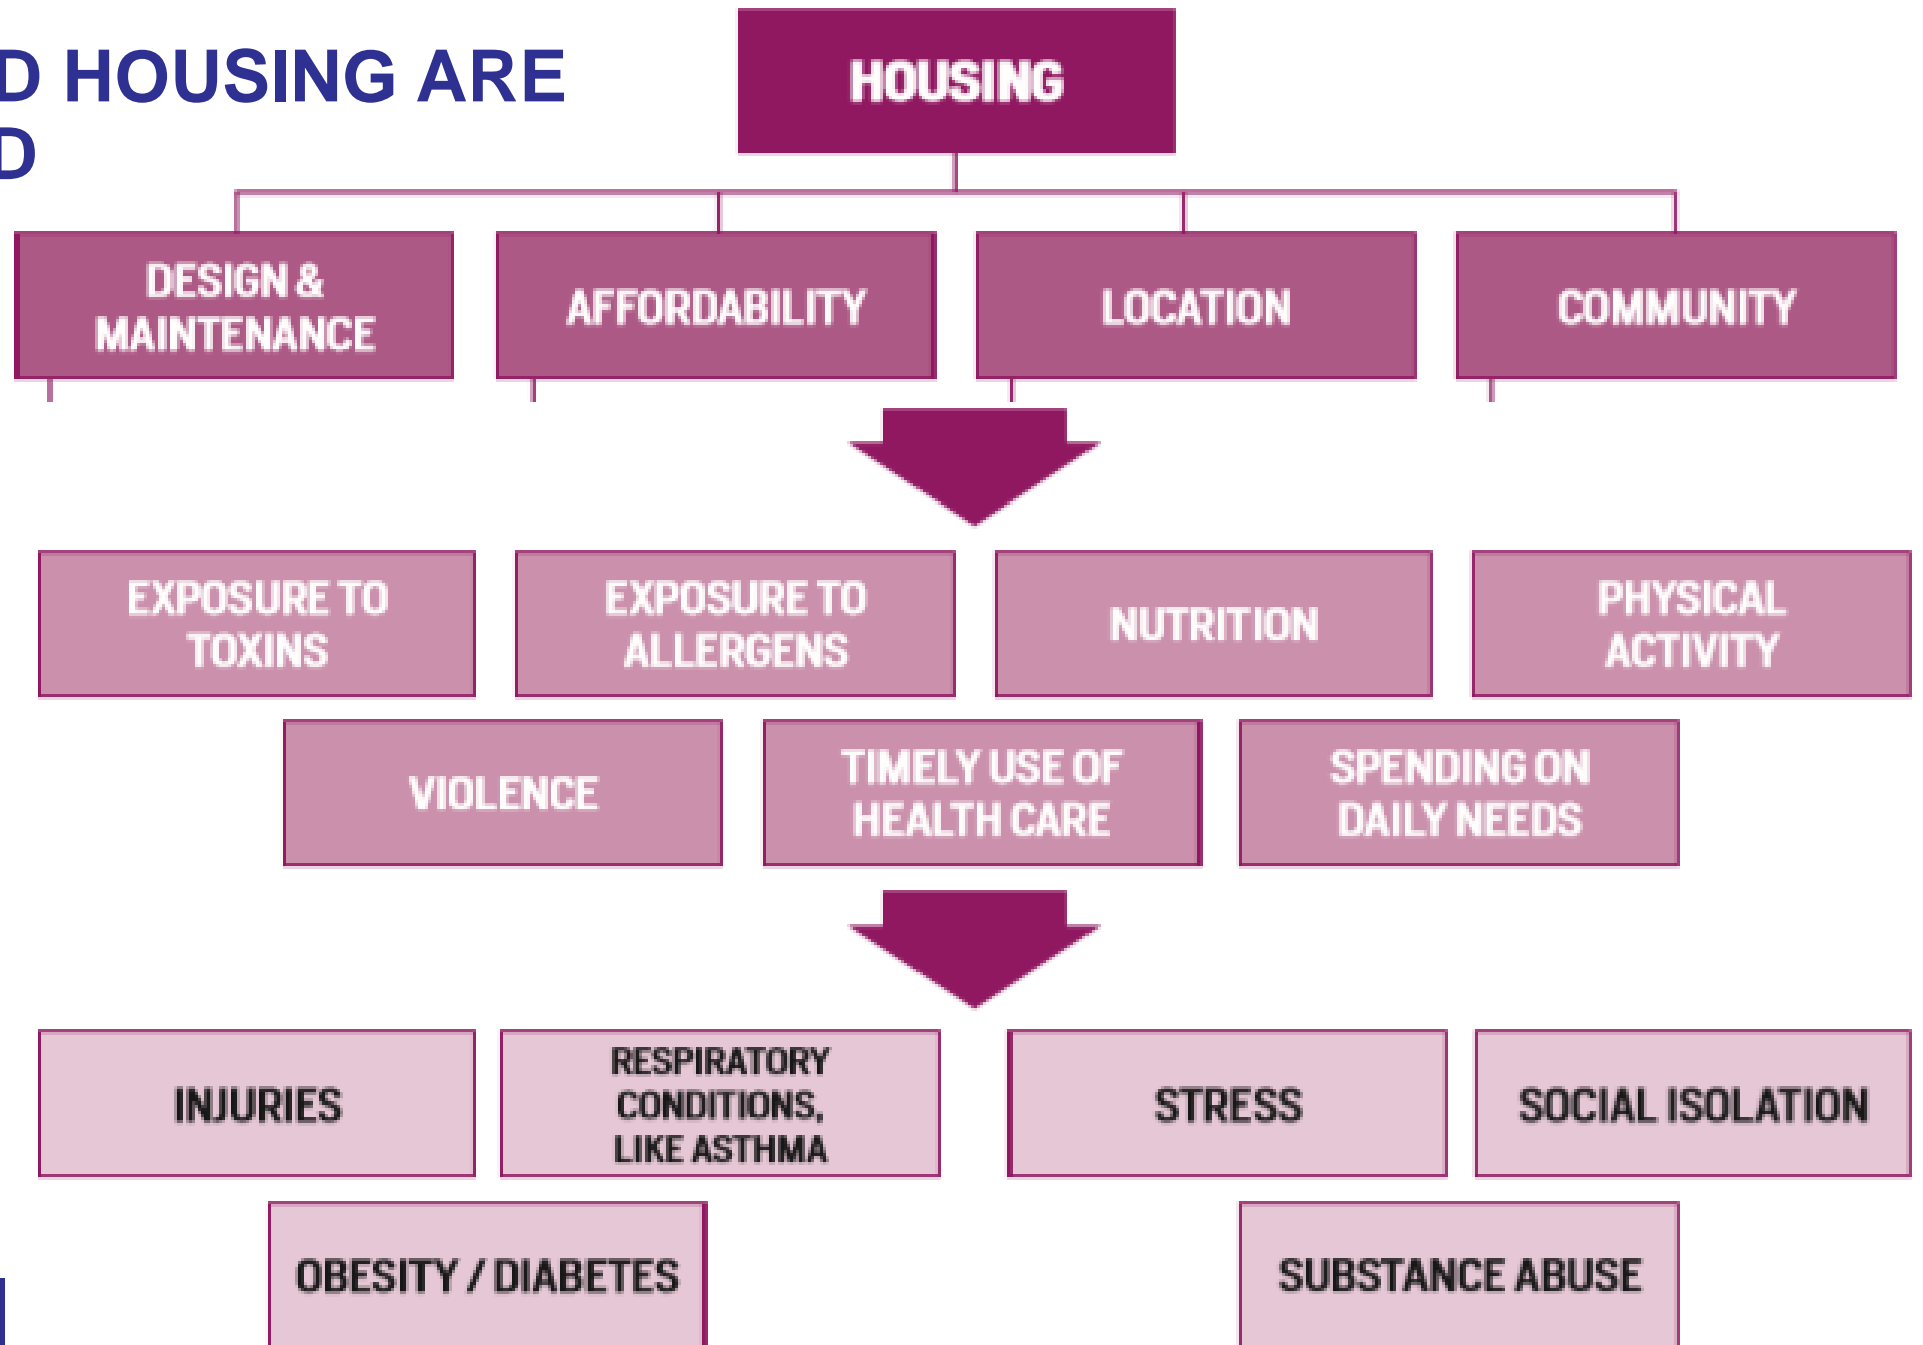 D HOUSING ARE
D
HOUSING
DESIGN &
MAINTENANCE
AFFORDABILITY
LOCATION
COMMUNITY
EXPOSURE TO
TOXINS
EXPOSURE TO
ALLERGENS
NUTRITION
PHYSICAL
ACTIVITY
VIOLENCE
TIMELY USE OF
HEALTH CARE
SPENDING ON
DAILY NEEDS
INJURIES
RESPIRATORY
CONDITIONS,
LIKE ASTHMA
STRESS
SOCIAL ISOLATION
OBESITY / DIABETES
SUBSTANCE ABUSE